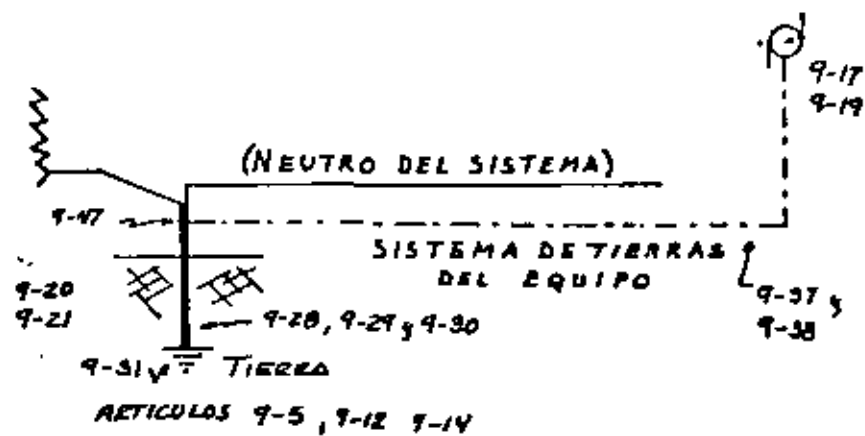 9-17
9-19
(NEUTRO DEL SISTEMA)
9-47
SISTEMA DE TIERRAS
DEL EQUIPO
9-20
9-21
9-37 y
9-38
9-28, 9-29 y 9-30
9-31 y TIERRA
ARTICULOS 9-5, 9-12 9-14